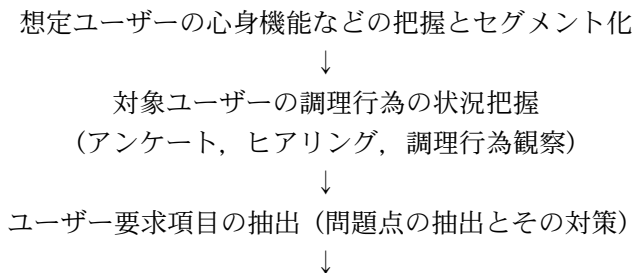 想定ユーザーの心身機能などの把握とセグメント化
↓
対象ユーザーの調理行為の状況把握
(アンケート，ヒアリング，調理行為観察)
↓
ユーザー要求項目の抽出（問題点の抽出とその対策）
↓